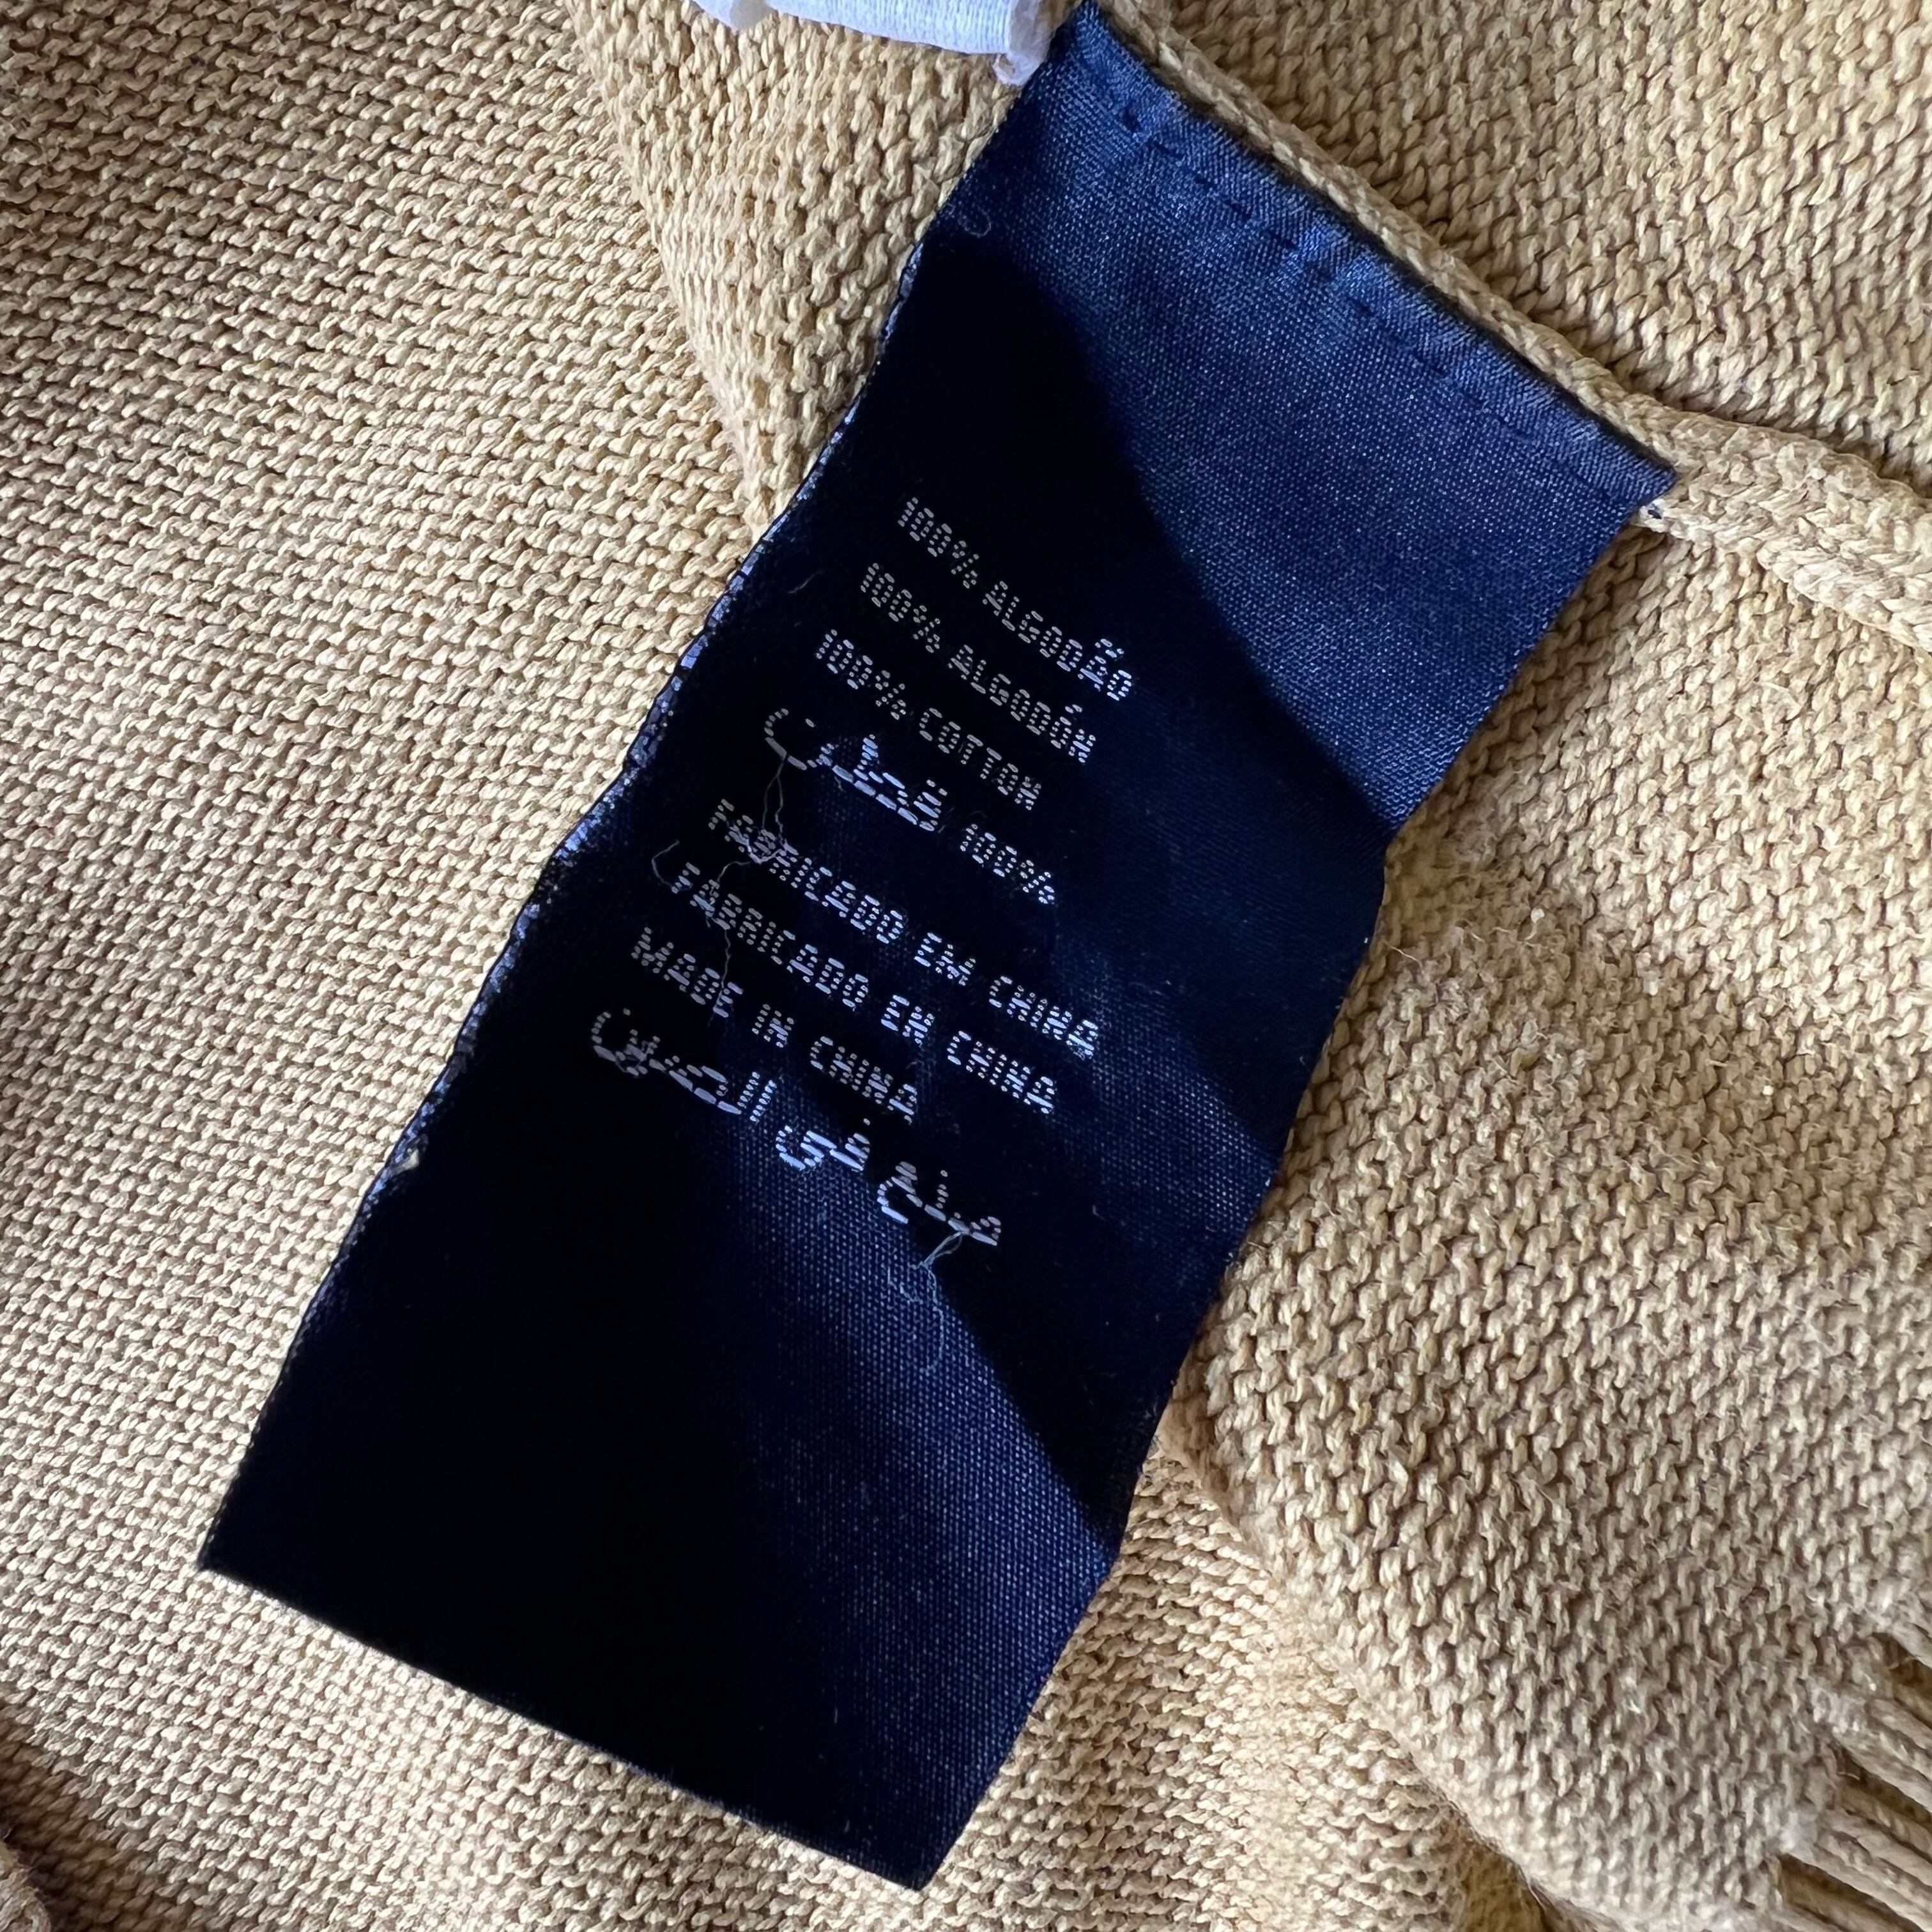 100% ALGODÃO
100% ALGODÓN
100% COTTON
100% قطن
FABRICADO EM CHINA
FABRICADO EN CHINA
MADE IN CHINA
صنع في الصين